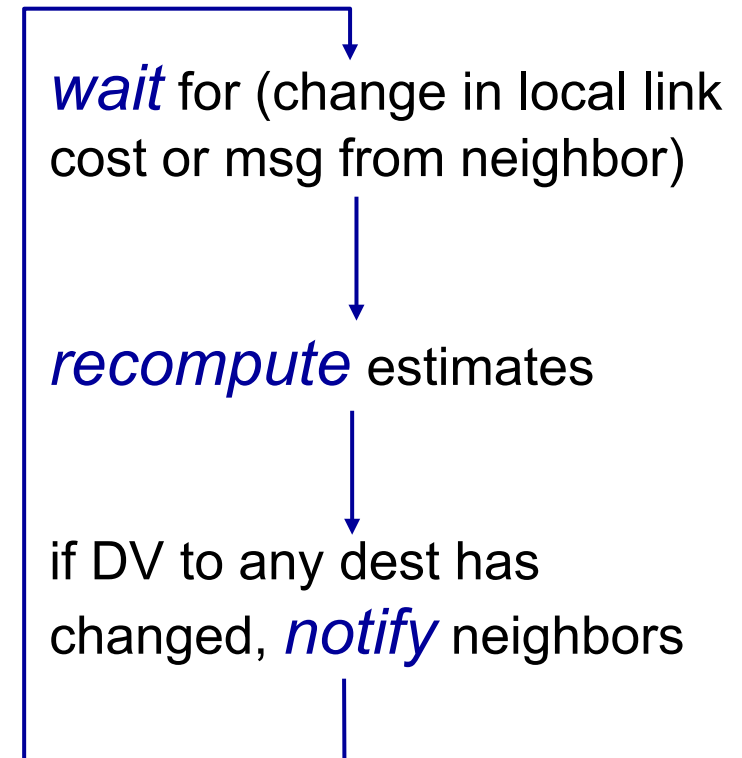 wait for (change in local link
cost or msg from neighbor)
recompute estimates
if DV to any dest has
changed, notify neighbors